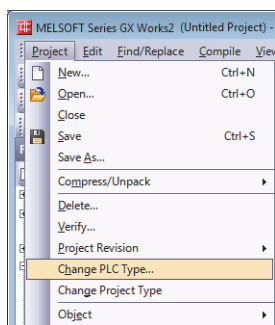 MELSOFT Series GX Works2 (Untitled Project) -
Project Edit Find/Replace Compile View
New... Ctrl+N
Open... Ctrl+O
Close
Save Ctrl+S
Save As...
Compress/Unpack
Delete...
Verify...
Project Revision
Change PLC Type...
Change Project Type
Object